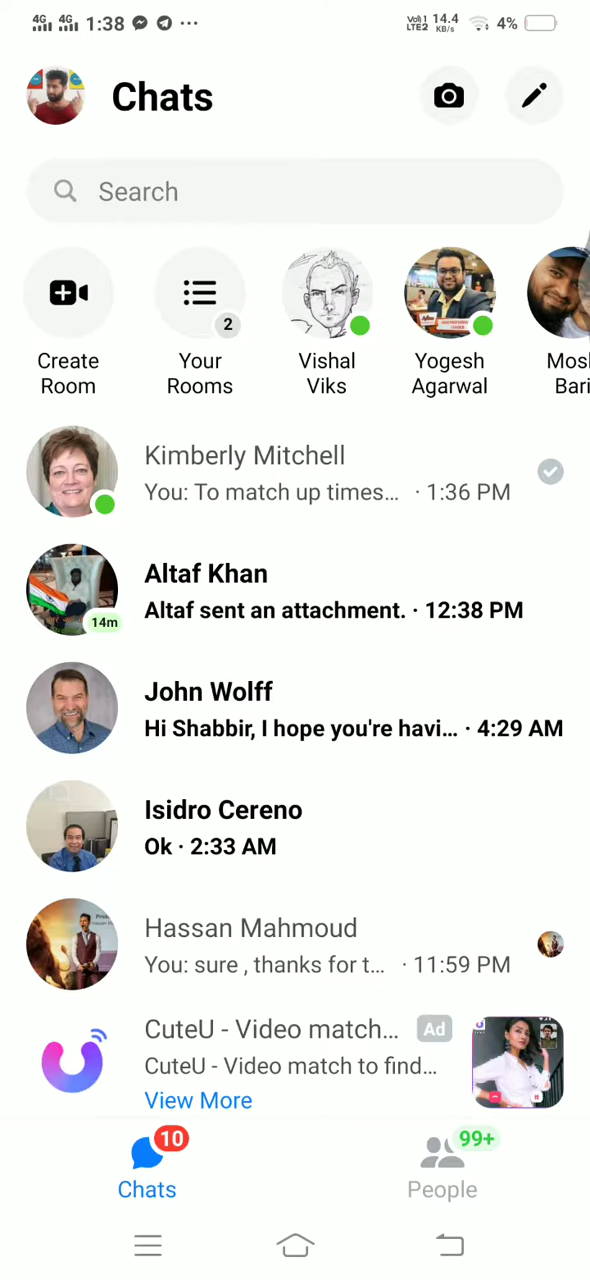 4G 4G 1:38 ... VoI) 1 LTE2 14.4 KB/s 4%
Chats
Search
2
Create Room
Your Rooms
Vishal Viks
Yogesh Agarwal
Mosl Bari
Kimberly Mitchell
You: To match up times... · 1:36 PM
Altaf Khan
Altaf sent an attachment. · 12:38 PM
14m
John Wolff
Hi Shabbir, I hope you're havi... · 4:29 AM
Isidro Cereno
Ok · 2:33 AM
Hassan Mahmoud
You: sure , thanks for t... · 11:59 PM
CuteU - Video match... Ad
CuteU - Video match to find...
View More
10 99+
Chats People